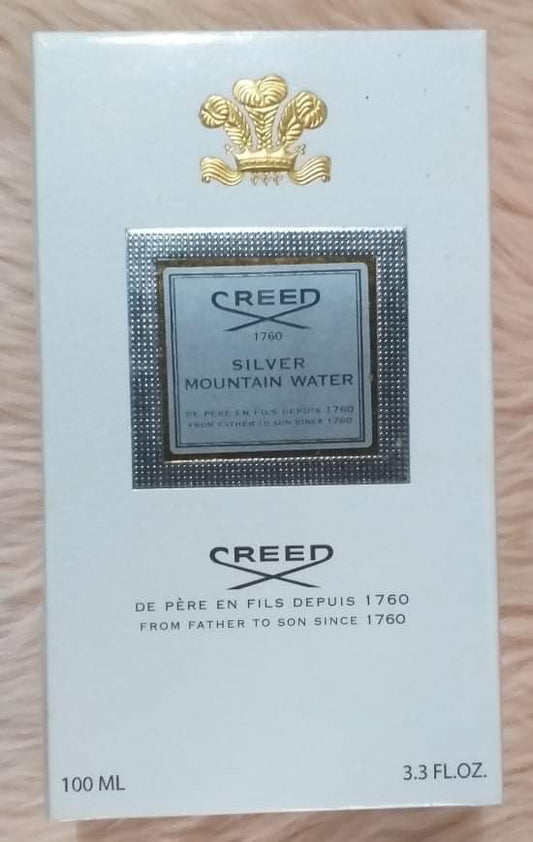 CREED
1760
SILVER
MOUNTAIN WATER
DE PÈRE EN FILS DEPUIS 1760
FROM FATHER TO SON SINCE 1760
CREED
DE PÈRE EN FILS DEPUIS 1760
FROM FATHER TO SON SINCE 1760
100 ML
3.3 FL.OZ.